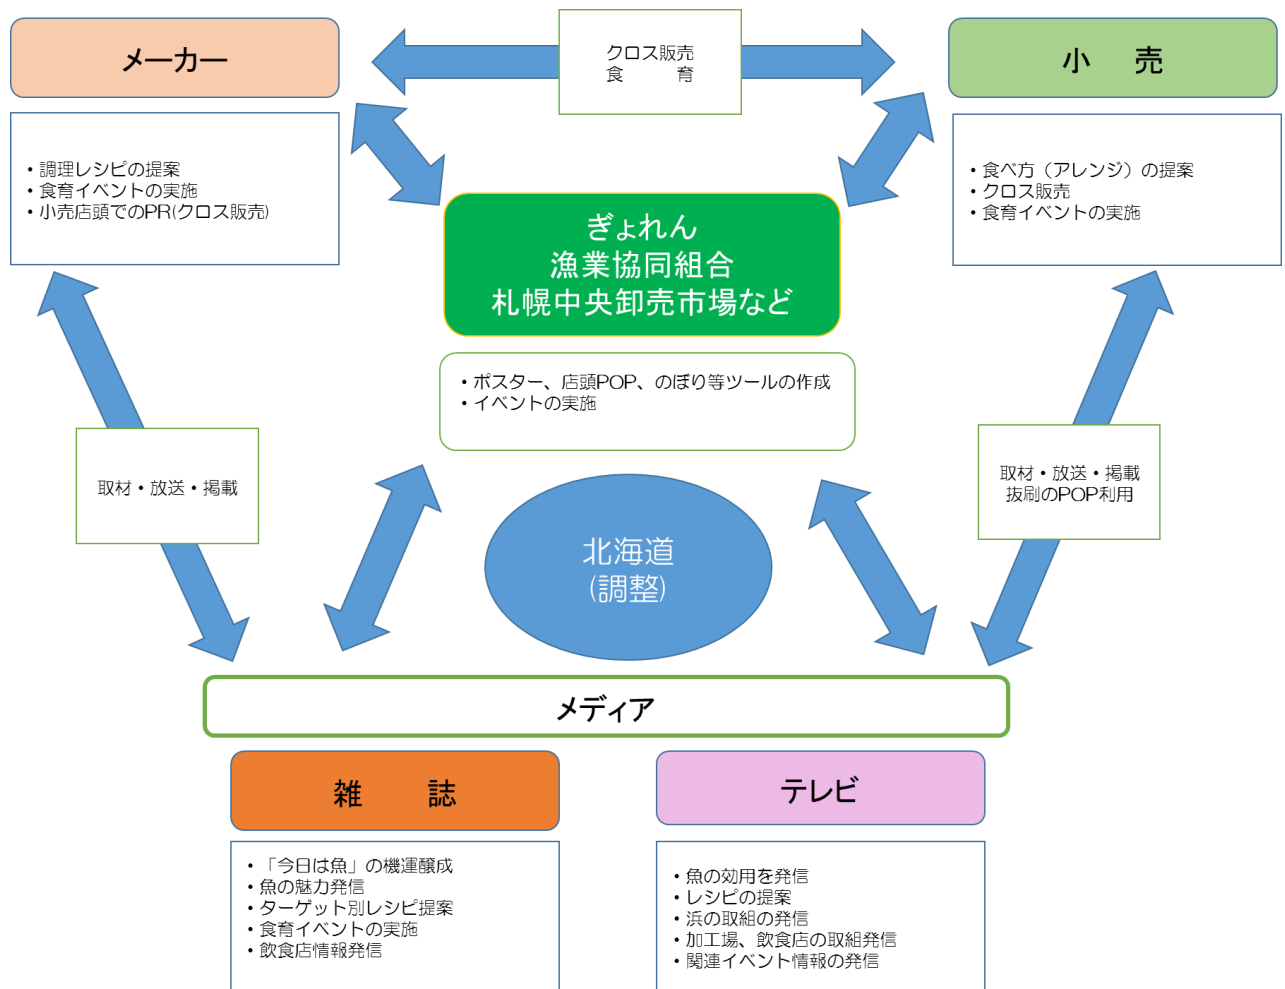 メーカー
クロス販売
食　　　育
小　売
・調理レシピの提案
・食育イベントの実施
・小売店頭でのPR(クロス販売)
・食べ方（アレンジ）の提案
・クロス販売
・食育イベントの実施
ぎょれん
漁業協同組合
札幌中央卸売市場など
・ポスター、店頭POP、のぼり等ツールの作成
・イベントの実施
取材・放送・掲載
取材・放送・掲載
抜刷のPOP利用
北海道
(調整)
メディア
雑　　誌
・「今日は魚」の機運醸成
・魚の魅力発信
・ターゲット別レシピ提案
・食育イベントの実施
・飲食店情報発信
テレビ
・魚の効用を発信
・レシピの提案
・浜の取組の発信
・加工場、飲食店の取組発信
・関連イベント情報の発信